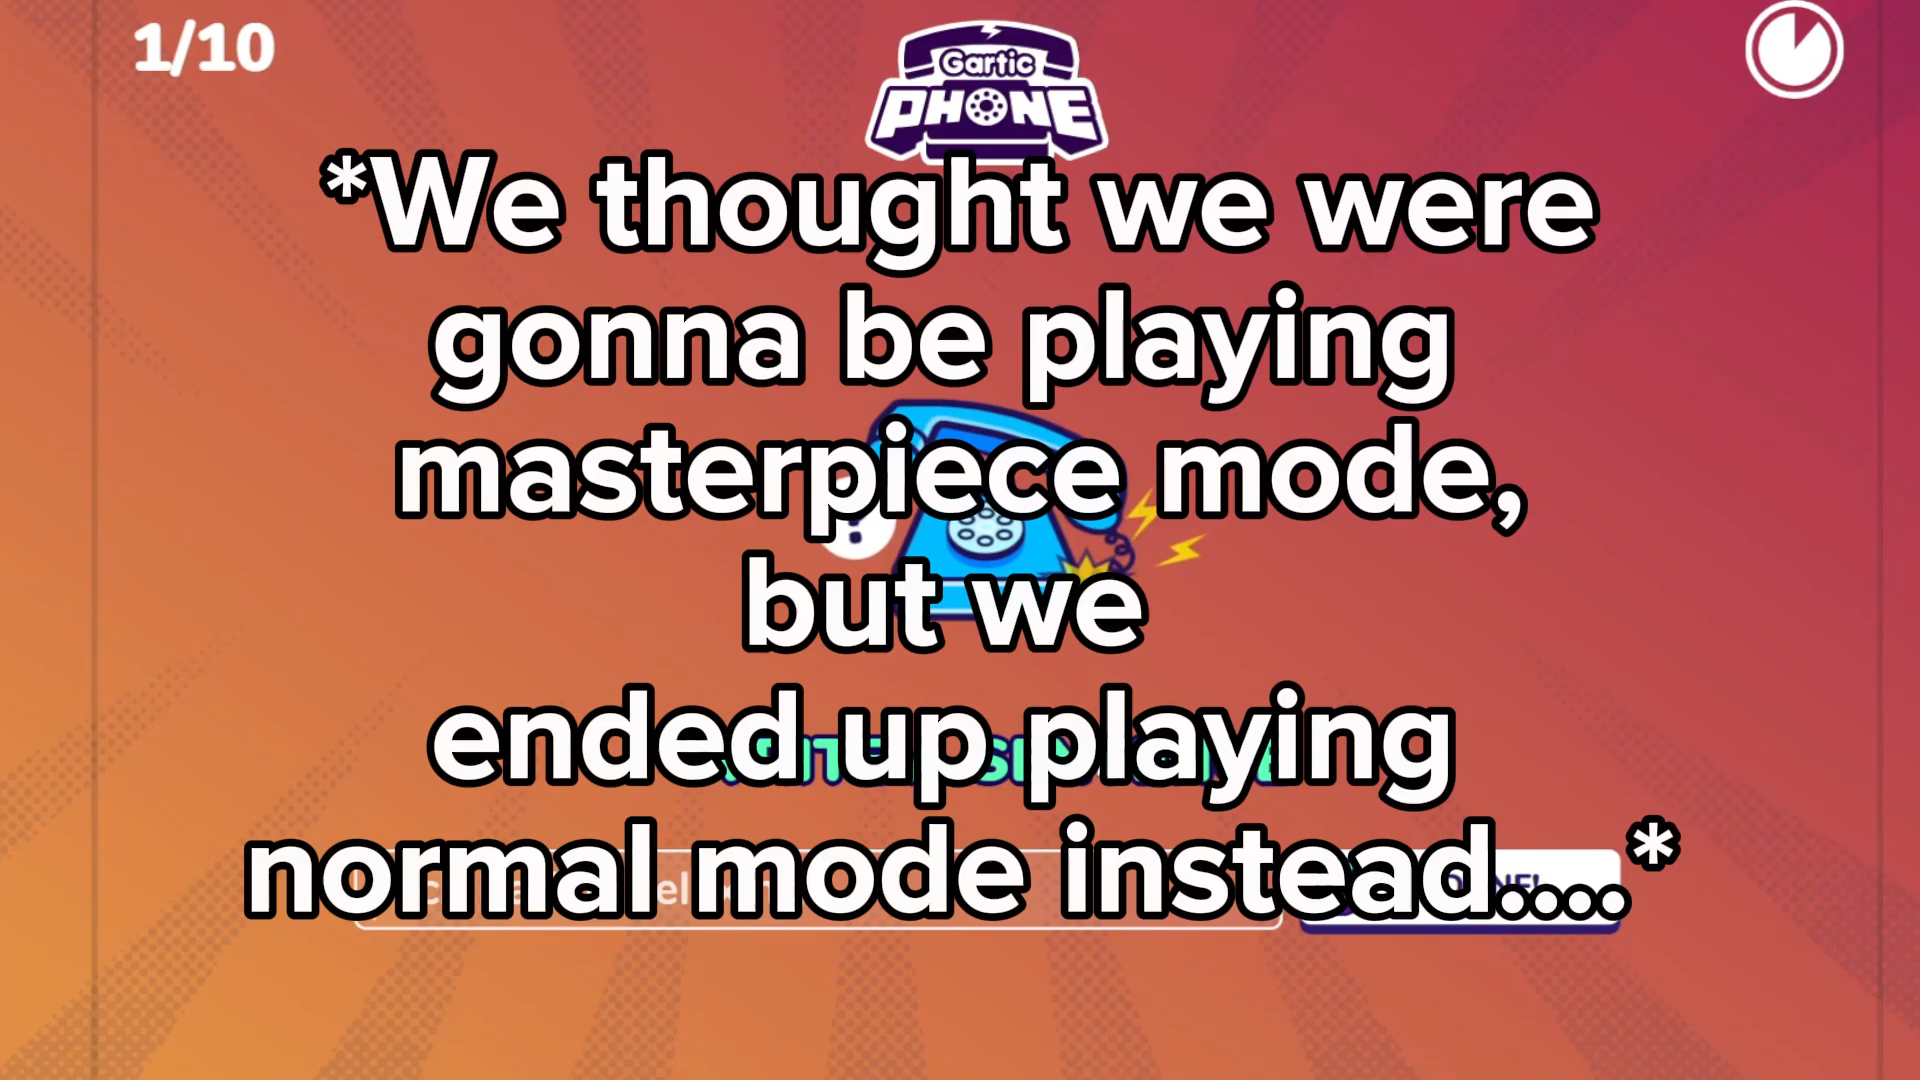 1/10
Gartic
PHONE
*We thought we were
gonna be playing
masterpiece mode,
but we
ended up playing
normal mode instead....*